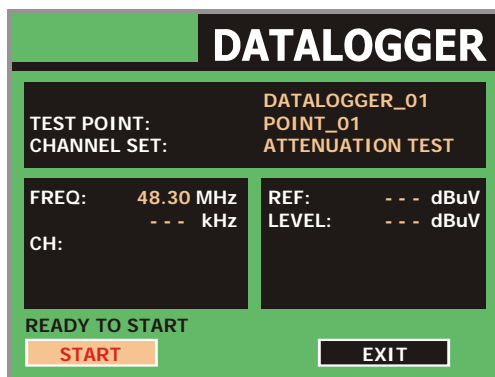 DATALOGGER
DATALOGGER_01
TEST POINT: POINT_01
CHANNEL SET: ATTENUATION TEST
FREQ: 48.30 MHz
- - - kHz
CH:
REF: - - - dBuV
LEVEL: - - - dBuV
READY TO START
START
EXIT